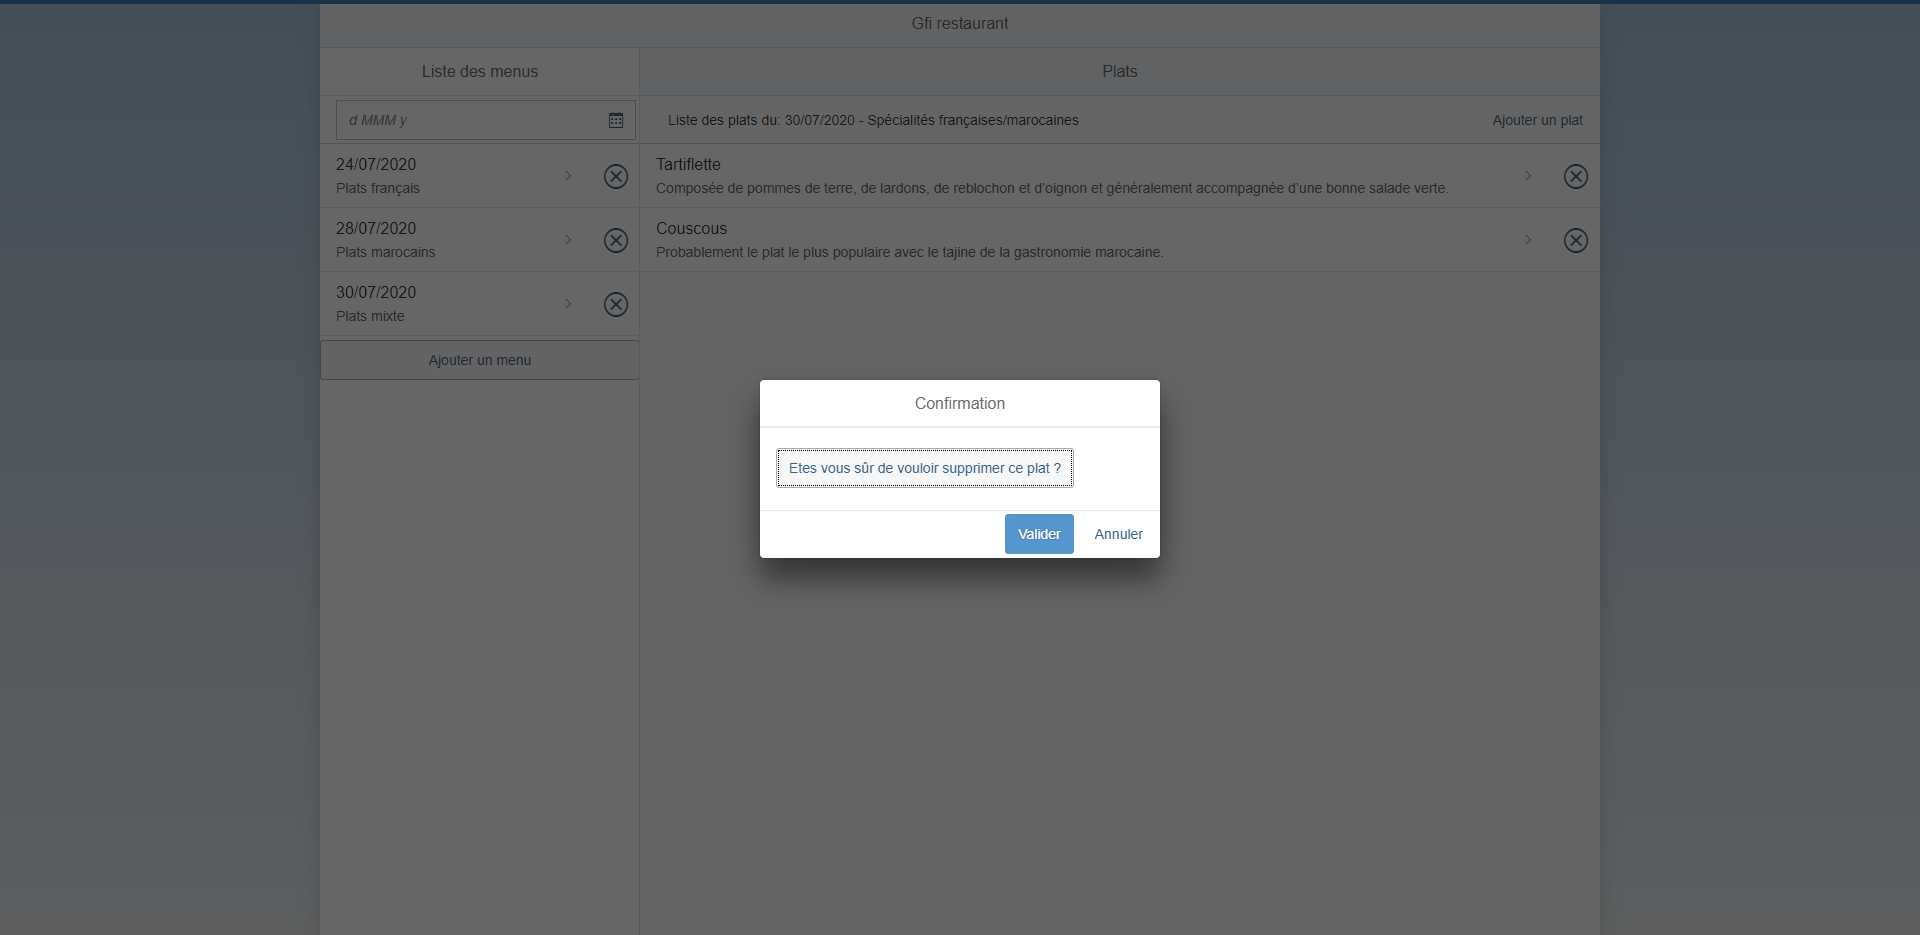 Gfi restaurant
Liste des menus
Plats
d MMM y
Liste des plats du: 30/07/2020 - Spécialités françaises/marocaines
Ajouter un plat
24/07/2020
Plats français
28/07/2020
Plats marocains
30/07/2020
Plats mixte
Ajouter un menu
Tartiflette
Composée de pommes de terre, de lardons, de reblochon et d'oignon et généralement accompagnée d'une bonne salade verte.
Couscous
Probablement le plat le plus populaire avec le tajine de la gastronomie marocaine.
Confirmation
Etes vous sûr de vouloir supprimer ce plat ?
Valider
Annuler